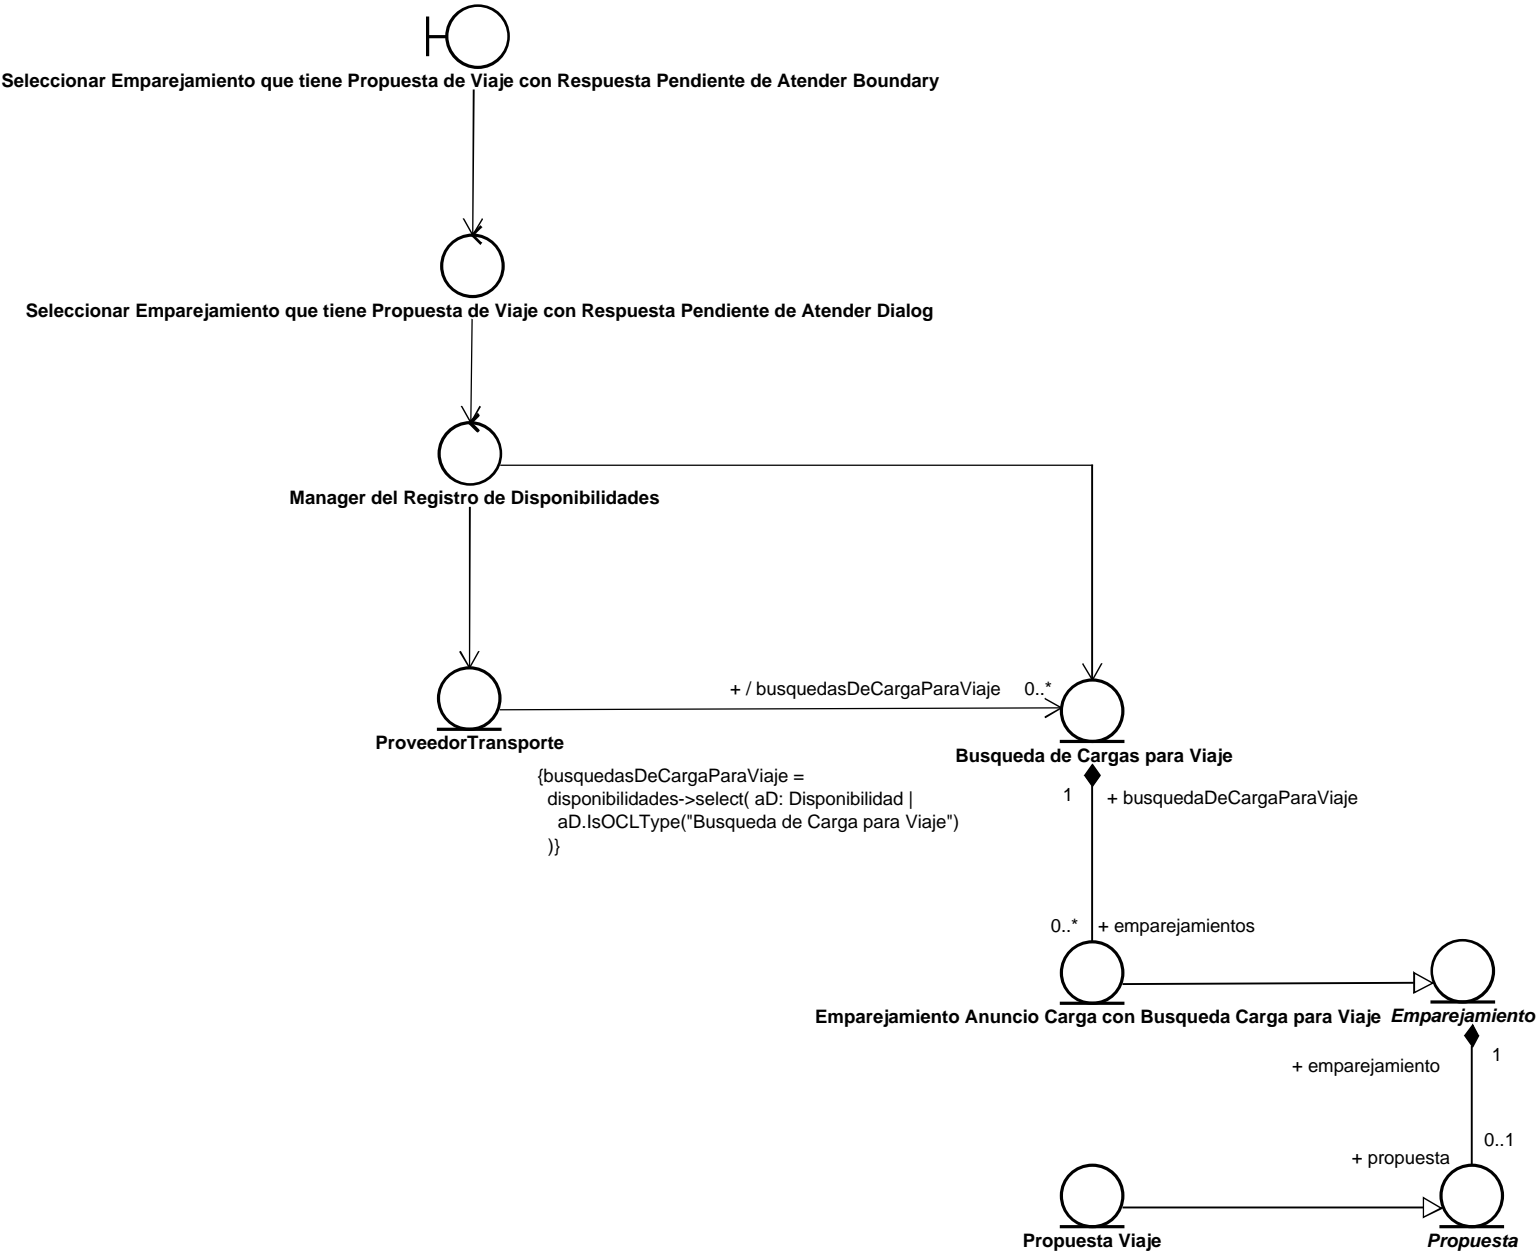 Seleccionar Emparejamiento que tiene Propuesta de Viaje con Respuesta Pendiente de Atender Boundary
Seleccionar Emparejamiento que tiene Propuesta de Viaje con Respuesta Pendiente de Atender Dialog
Manager del Registro de Disponibilidades
+ / busquedasDeCargaParaViaje 0..*
ProveedorTransporte
Busqueda de Cargas para Viaje
{busquedasDeCargaParaViaje =
disponibilidades->select( aD: Disponibilidad |
aD.IsOCLType("Busqueda de Carga para Viaje")
)}
1 + busquedaDeCargaParaViaje
0..* + emparejamientos
Emparejamiento Anuncio Carga con Busqueda Carga para Viaje Emparejamiento
1
+ emparejamiento
0..1
+ propuesta
Propuesta Viaje Propuesta